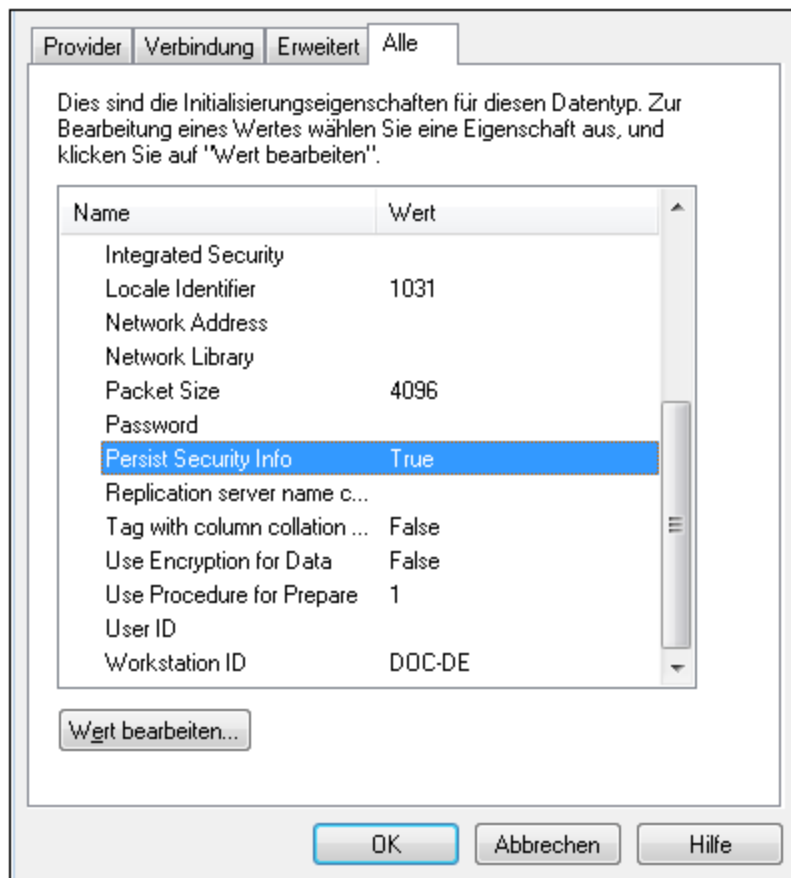 Provider Verbindung Erweitert Alle
Dies sind die Initialisierungseigenschaften für diesen Datentyp. Zur
Bearbeitung eines Wertes wählen Sie eine Eigenschaft aus, und
klicken Sie auf "Wert bearbeiten".
Name Wert
Integrated Security
Locale Identifier 1031
Network Address
Network Library
Packet Size 4096
Password
Persist Security Info True
Replication server name c...
Tag with column collation ... False
Use Encryption for Data False
Use Procedure for Prepare 1
User ID
Workstation ID DOC-DE
Wert bearbeiten...
OK Abbrechen Hilfe